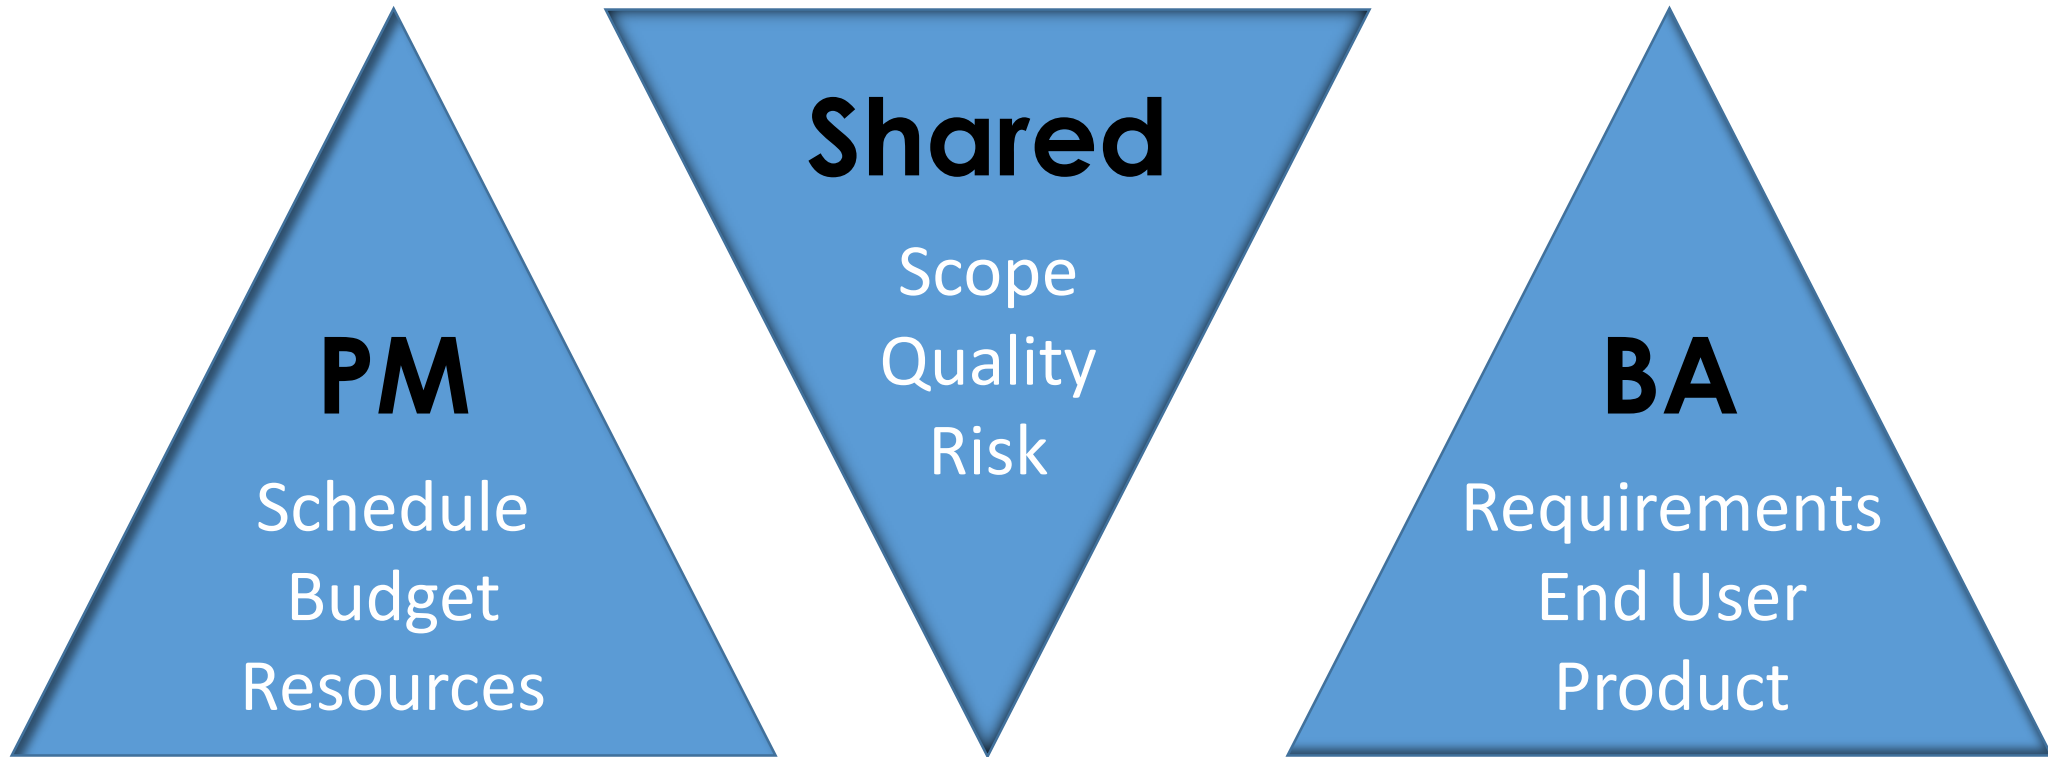 PM
Schedule
Budget
Resources
Shared
Scope
Quality
Risk
BA
Requirements
End User
Product